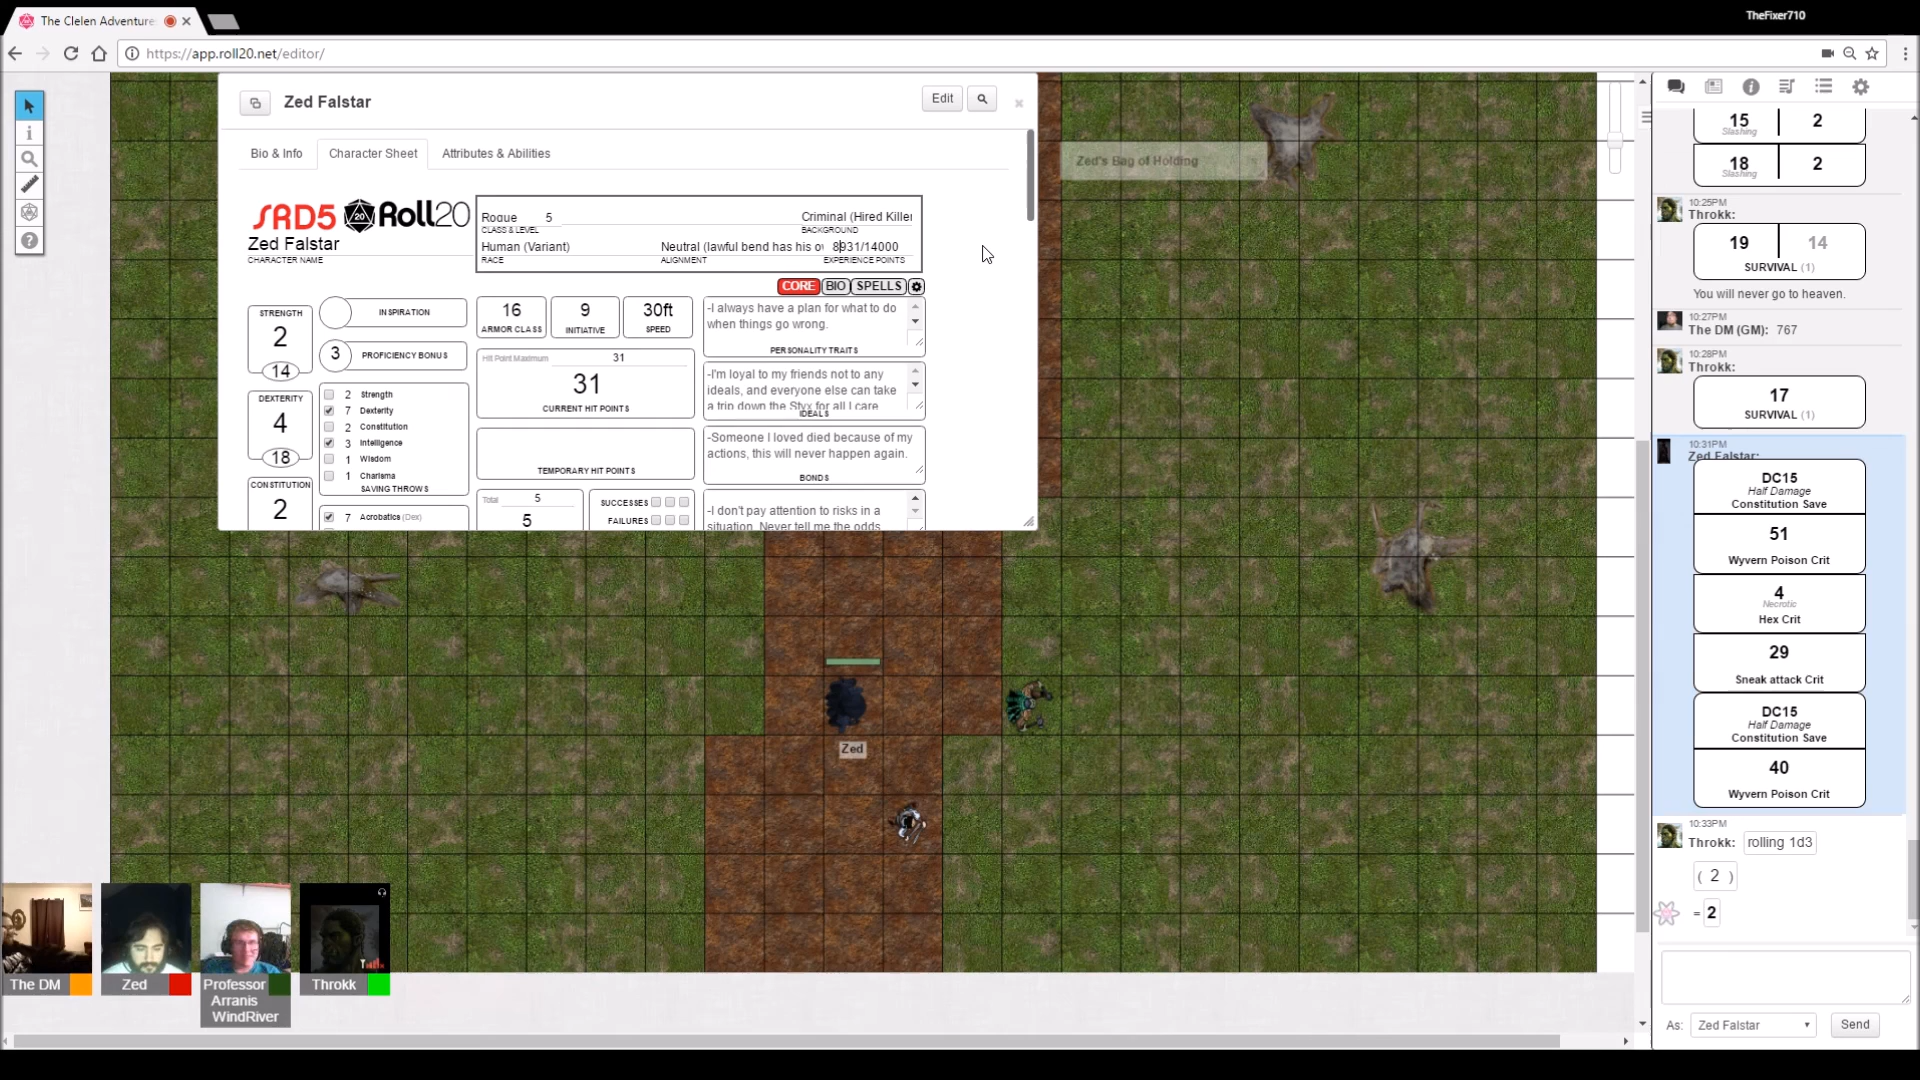 The Clelen Adventure
TheFixer710
https://app.roll20.net/editor/
Zed Falstar
Edit
Bio & Info
Character Sheet
Attributes & Abilities
SRD5 20 Roll20
Zed Falstar
CHARACTER NAME
Rogue 5
Criminal (Hired Killer
CLASS & LEVEL
BACKGROUND
Human (Variant)
Neutral (lawful bend has his o
8931/14000
RACE
ALIGNMENT
EXPERIENCE POINTS
CORE
BIO
SPELLS
STRENGTH
2
14
DEXTERITY
4
18
CONSTITUTION
2
INSPIRATION
3 PROFICIENCY BONUS
2 Strength
7 Dexterity
2 Constitution
3 Intelligence
1 Wisdom
1 Charisma
SAVING THROWS
7 Acrobatics (Dex)
16
ARMOR CLASS
9
INITIATIVE
30ft
SPEED
Hit Point Maximum 31
31
CURRENT HIT POINTS
TEMPORARY HIT POINTS
Total 5
5
SUCCESSES
FAILURES
-I always have a plan for what to do
when things go wrong.
PERSONALITY TRAITS
-I'm loyal to my friends not to any
ideals, and everyone else can take
a trip down the Styx for all I care
IDEALS
-Someone I loved died because of my
actions, this will never happen again.
BONDS
-I don't pay attention to risks in a
situation. Never tell me the odds
Zed's Bag of Holding
Zed
The DM
Zed
Professor
Arranis
WindRiver
Throkk
15 2
Slashing
18 2
Slashing
10:25PM
Throkk:
19 14
SURVIVAL (1)
You will never go to heaven.
10:27PM
The DM (GM): 767
10:28PM
Throkk:
17
SURVIVAL (1)
10:31PM
Zed Falstar:
DC15
Half Damage
Constitution Save
51
Wyvern Poison Crit
4
Necrotic
Hex Crit
29
Sneak attack Crit
DC15
Half Damage
Constitution Save
40
Wyvern Poison Crit
10:33PM
Throkk: rolling 1d3
( 2 )
= 2
As: Zed Falstar
Send